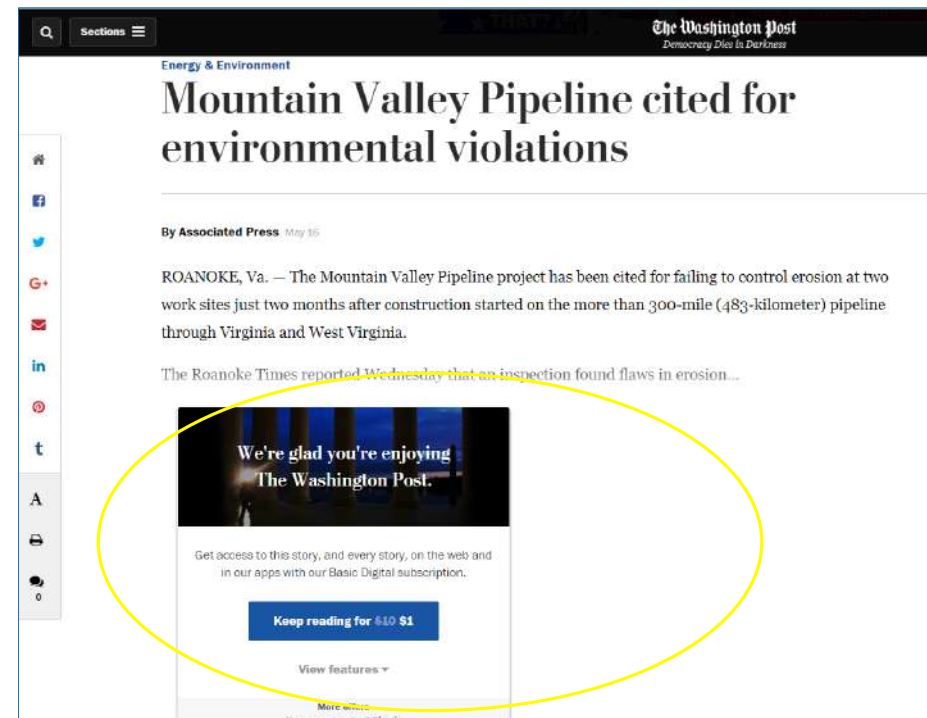 Sections
The Washington Post
Democracy Dies in Darkness
Energy & Environment
Mountain Valley Pipeline cited for
environmental violations
By Associated Press May 16
ROANOKE, Va. — The Mountain Valley Pipeline project has been cited for failing to control erosion at two
work sites just two months after construction started on the more than 300-mile (483-kilometer) pipeline
through Virginia and West Virginia.
The Roanoke Times reported Wednesday that an inspection found flaws in erosion...
G+
in
t
A
0
We're glad you're enjoying
The Washington Post.
Get access to this story, and every story, on the web and
in our apps with our Basic Digital subscription.
Keep reading for $10 $1
View features
More offers